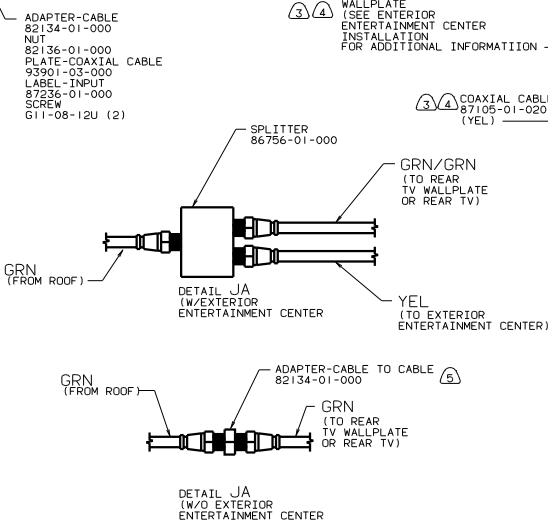 ADAPTER-CABLE
82134-01-000
NUT
82136-01-000
PLATE-COAXIAL CABLE
93901-03-000
LABEL-INPUT
87236-01-000
SCREW
G11-08-12U (2)
3 4 WALLPLATE
(SEE ENTERIOR
ENTERTAINMENT CENTER
INSTALLATION
FOR ADDITIONAL INFORMATIION
3 4 COAXIAL CABLE
87105-01-020
(YEL)
SPLITTER
86756-01-000
GRN/GRN
(TO REAR
TV WALLPLATE
OR REAR TV)
GRN
(FROM ROOF)
DETAIL JA
(W/EXTERIOR
ENTERTAINMENT CENTER
YEL
(TO EXTERIOR
ENTERTAINMENT CENTER)
ADAPTER-CABLE TO CABLE 5
82134-01-000
GRN
(FROM ROOF)
GRN
(TO REAR
TV WALLPLATE
OR REAR TV)
DETAIL JA
(W/O EXTERIOR
ENTERTAINMENT CENTER